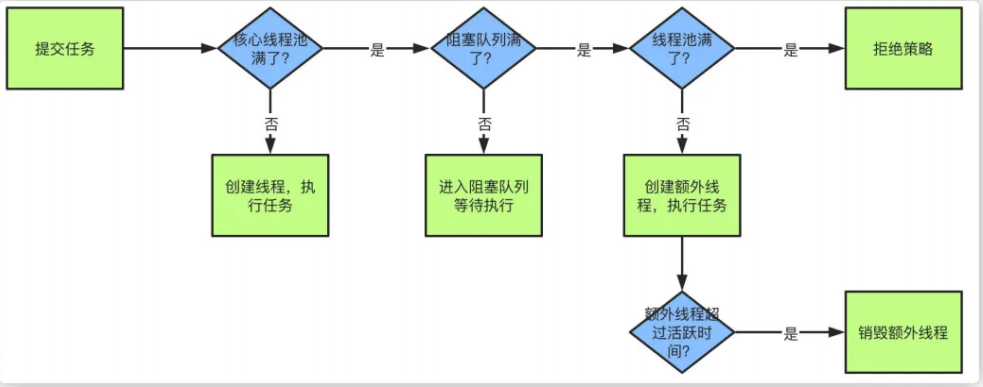 提交任务
核心线程池
满了?
是
阻塞队列满
了?
是
线程池满
了?
是
拒绝策略
否
否
否
创建线程，执
行任务
进入阻塞队列
等待执行
创建额外线
程，执行任务
额外线程超
过活跃时
间?
是
销毁额外线程